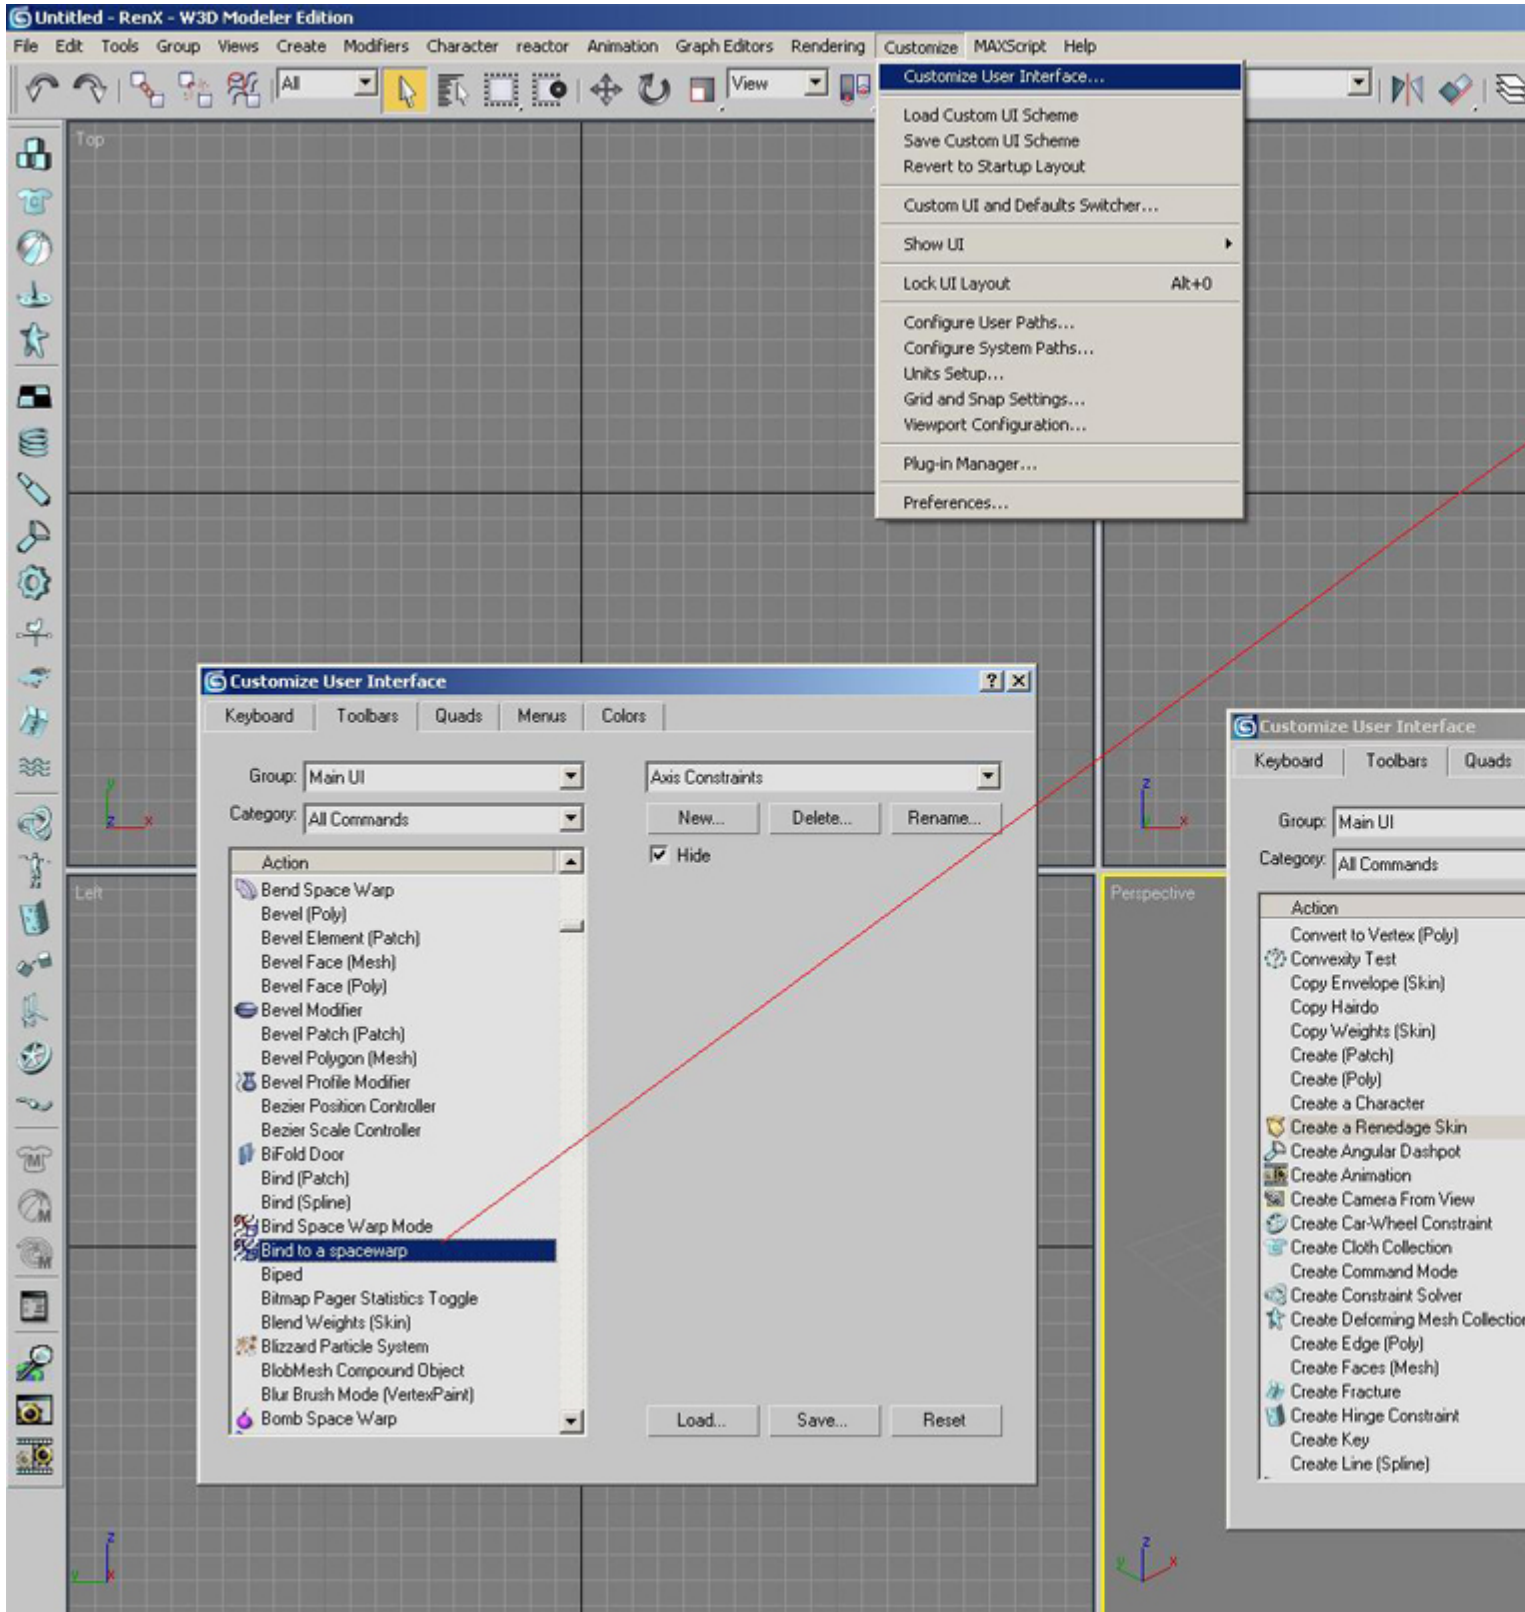 Untitled - RenX - W3D Modeler Edition
File Edit Tools Group Views Create Modifiers Character reactor Animation Graph Editors Rendering Customize MAXScript Help
All
View
Customize User Interface...
Load Custom UI Scheme
Save Custom UI Scheme
Revert to Startup Layout
Custom UI and Defaults Switcher...
Show UI
Lock UI Layout Alt+0
Configure User Paths...
Configure System Paths...
Units Setup...
Grid and Snap Settings...
Viewport Configuration...
Plug-in Manager...
Preferences...
Top
y
z x
z
y x
Left
Perspective
Customize User Interface
Keyboard Toolbars Quads Menus Colors
Group: Main UI
Category: All Commands
Action
Bend Space Warp
Bevel (Poly)
Bevel Element (Patch)
Bevel Face (Mesh)
Bevel Face (Poly)
Bevel Modifier
Bevel Patch (Patch)
Bevel Polygon (Mesh)
Bevel Profile Modifier
Bezier Position Controller
Bezier Scale Controller
BiFold Door
Bind (Patch)
Bind (Spline)
Bind Space Warp Mode
Bind to a spacewarp
Biped
Bitmap Pager Statistics Toggle
Blend Weights (Skin)
Blizzard Particle System
BlobMesh Compound Object
Blur Brush Mode (VertexPaint)
Bomb Space Warp
Axis Constraints
New... Delete... Rename...
Hide
Load... Save... Reset
Customize User Interface
Keyboard Toolbars Quads
Group: Main UI
Category: All Commands
Action
Convert to Vertex (Poly)
Convexity Test
Copy Envelope (Skin)
Copy Hairdo
Copy Weights (Skin)
Create (Patch)
Create (Poly)
Create a Character
Create a Renedage Skin
Create Angular Dashpot
Create Animation
Create Camera From View
Create Car-Wheel Constraint
Create Cloth Collection
Create Command Mode
Create Constraint Solver
Create Deforming Mesh Collection
Create Edge (Poly)
Create Faces (Mesh)
Create Fracture
Create Hinge Constraint
Create Key
Create Line (Spline)
z
y x
z
y x